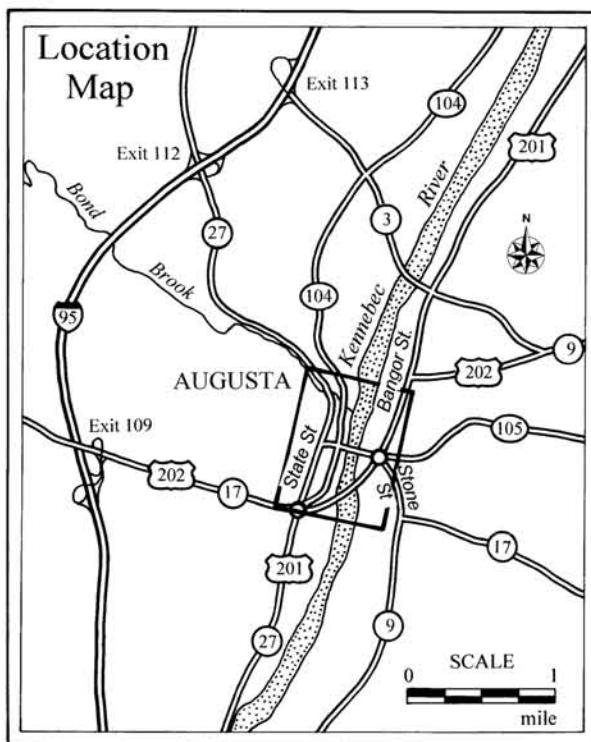 Location
Map
Exit 113
104
201
Exit 112
Bond
River
27
3
N
Brook
104
Kennebec
95
9
AUGUSTA
Bangor St.
202
Exit 109
State St
105
202
17
Stone
St
201
17
27
9
SCALE
0 1
mile